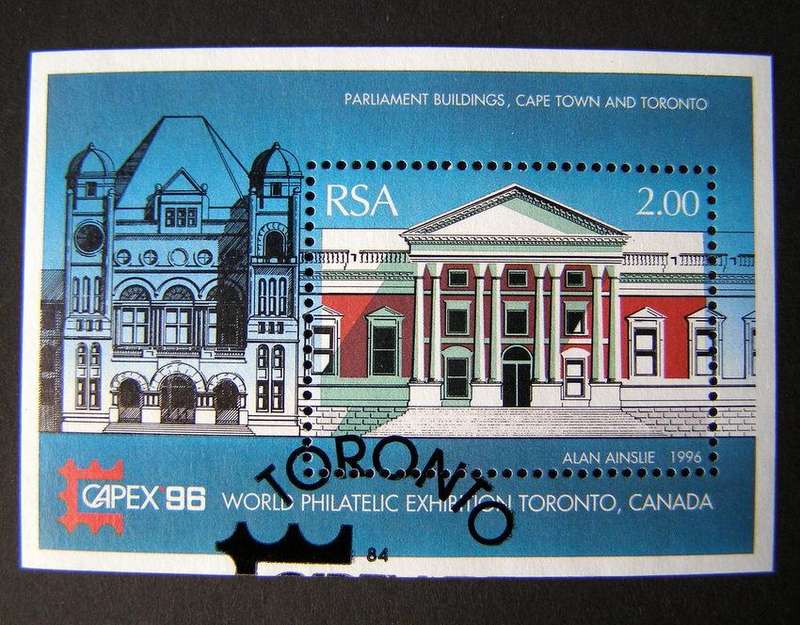 PARLIAMENT BUILDINGS, CAPE TOWN AND TORONTO
RSA 2.00
ALAN AINSLIE 1996
CAPEX '96 WORLD PHILATELIC EXHIBITION TORONTO, CANADA
TORONTO
84